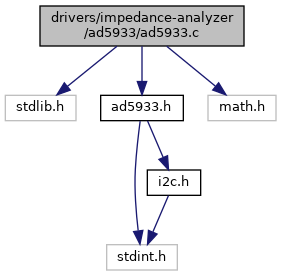 drivers/impedance-analyzer
/ad5933/ad5933.c
stdlib.h
ad5933.h
math.h
i2c.h
stdint.h